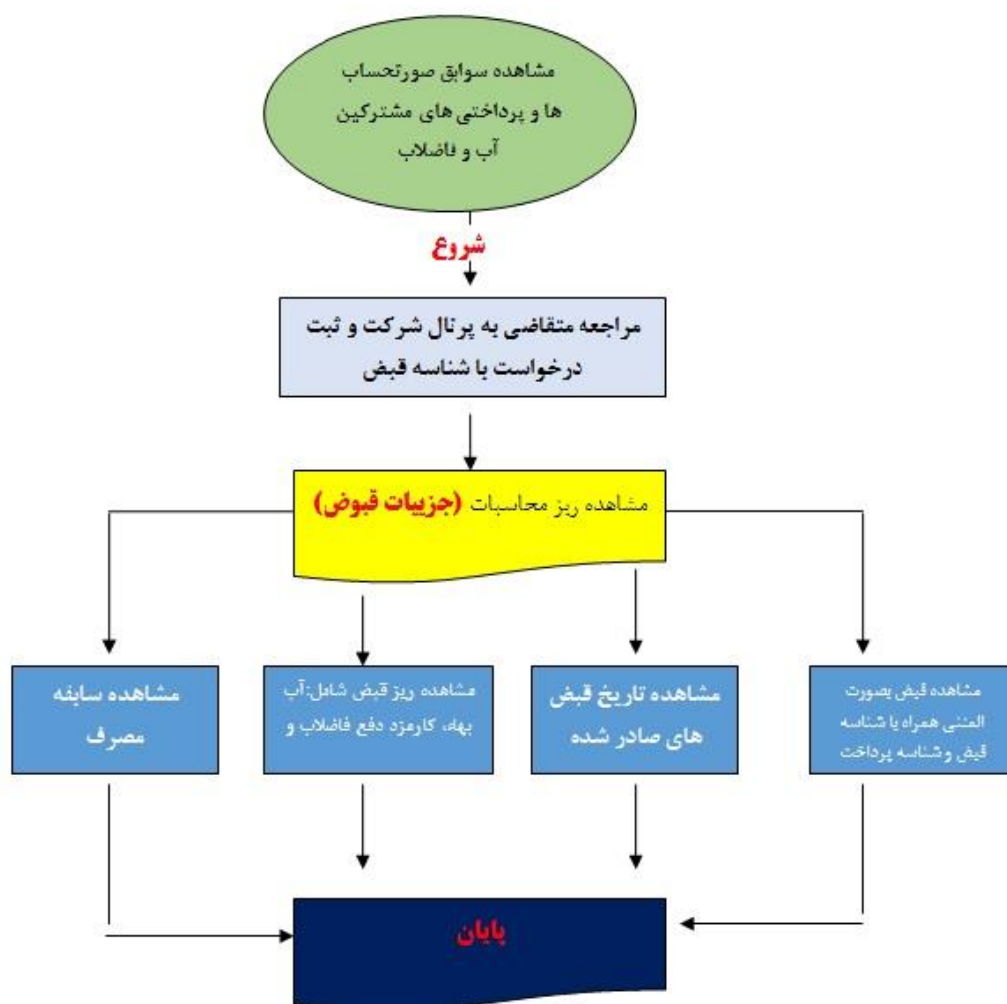 مشاهده سوابق صورتحساب
ها و پرداختی های مشترکین
آب و فاضلاب
شروع
مراجعه متقاضی به پرتال شرکت و ثبت
درخواست با شناسه قبض
مشاهده ریز محاسبات (جزییات قبوض)
مشاهده قبض بصورت
المثنی همراه با شناسه
قبض و شناسه پرداخت
مشاهده تاریخ قبض
های صادر شده
مشاهده ریز قبض شامل:آب
بهاء، کارمزد دفع فاضلاب و
مشاهده سابقه
مصرف
پایان